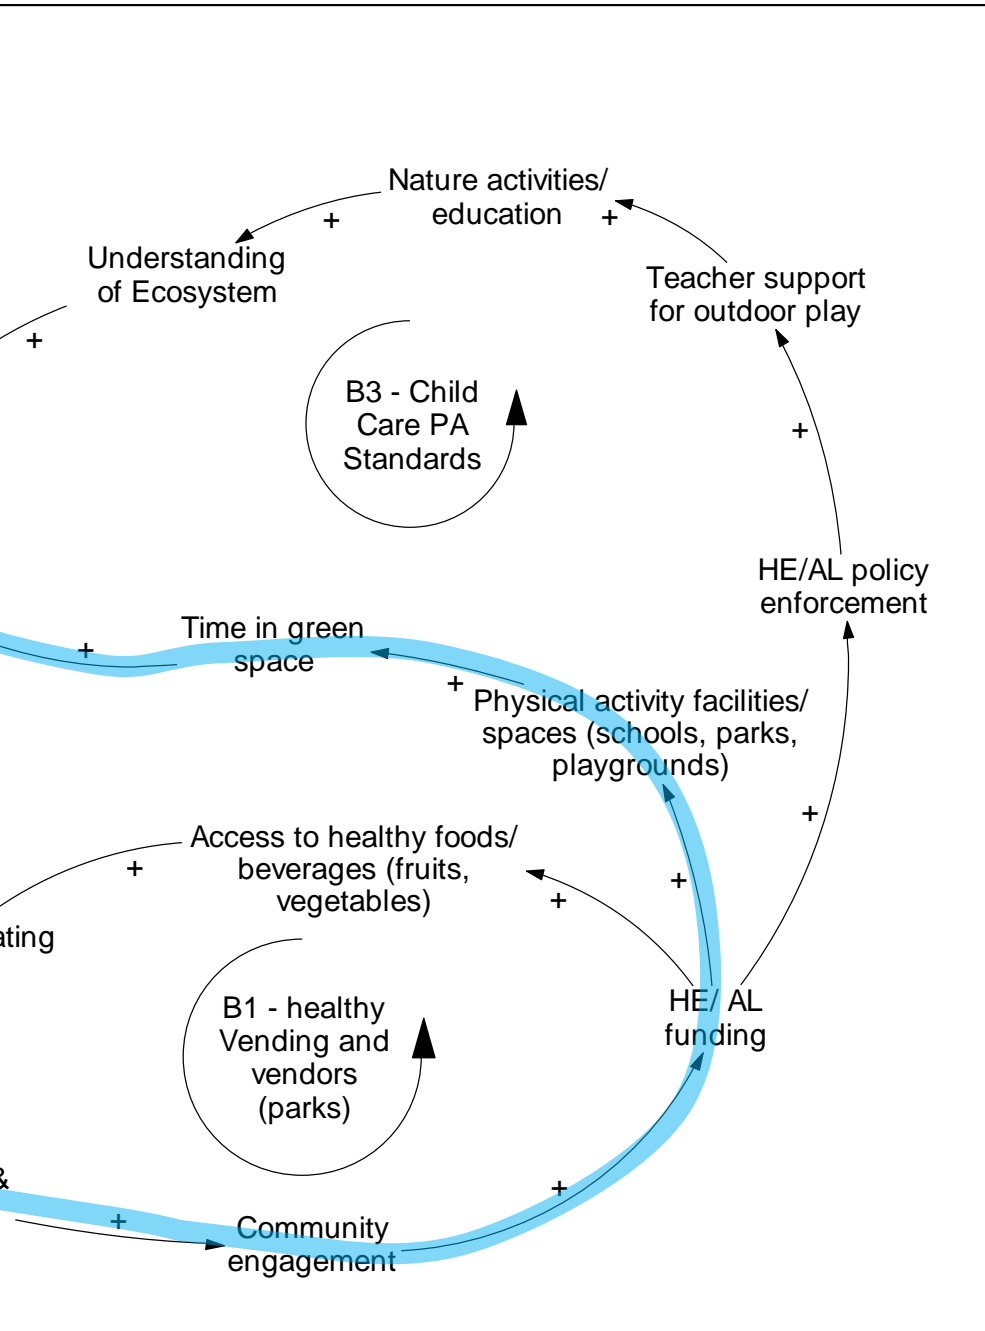 Nature activities/
education
+
+
Understanding
of Ecosystem
Teacher support
for outdoor play
+
B3 - Child
Care PA
Standards
+
HE/AL policy
enforcement
Time in green
space
+
+
Physical activity facilities/
spaces (schools, parks,
playgrounds)
+
Access to healthy foods/
beverages (fruits,
vegetables)
+
+
+
ating
HE/ AL
funding
B1 - healthy
Vending and
vendors
(parks)
&
+
+
Community
engagement